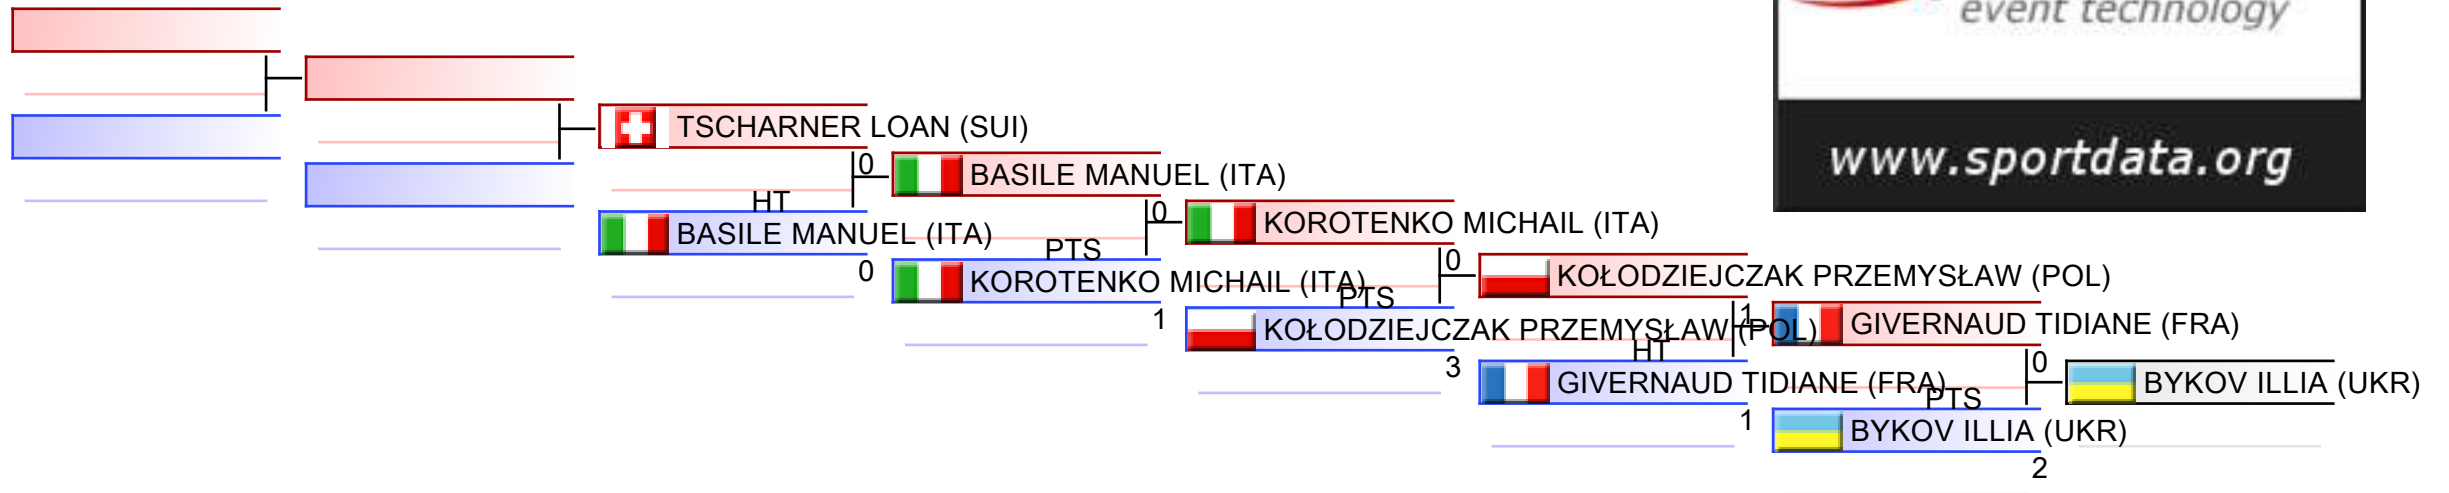 event technology
www.sportdata.org
TSCHARNER LOAN (SUI)
0
HT
BASILE MANUEL (ITA)
0
BASILE MANUEL (ITA)
0
PTS
KOROTENKO MICHAIL (ITA)
1
KOROTENKO MICHAIL (ITA)
0
PTS
KOŁODZIEJCZAK PRZEMYSŁAW (POL)
3
KOŁODZIEJCZAK PRZEMYSŁAW (POL)
1
HT
GIVERNAUD TIDIANE (FRA)
1
GIVERNAUD TIDIANE (FRA)
0
PTS
BYKOV ILLIA (UKR)
2
BYKOV ILLIA (UKR)